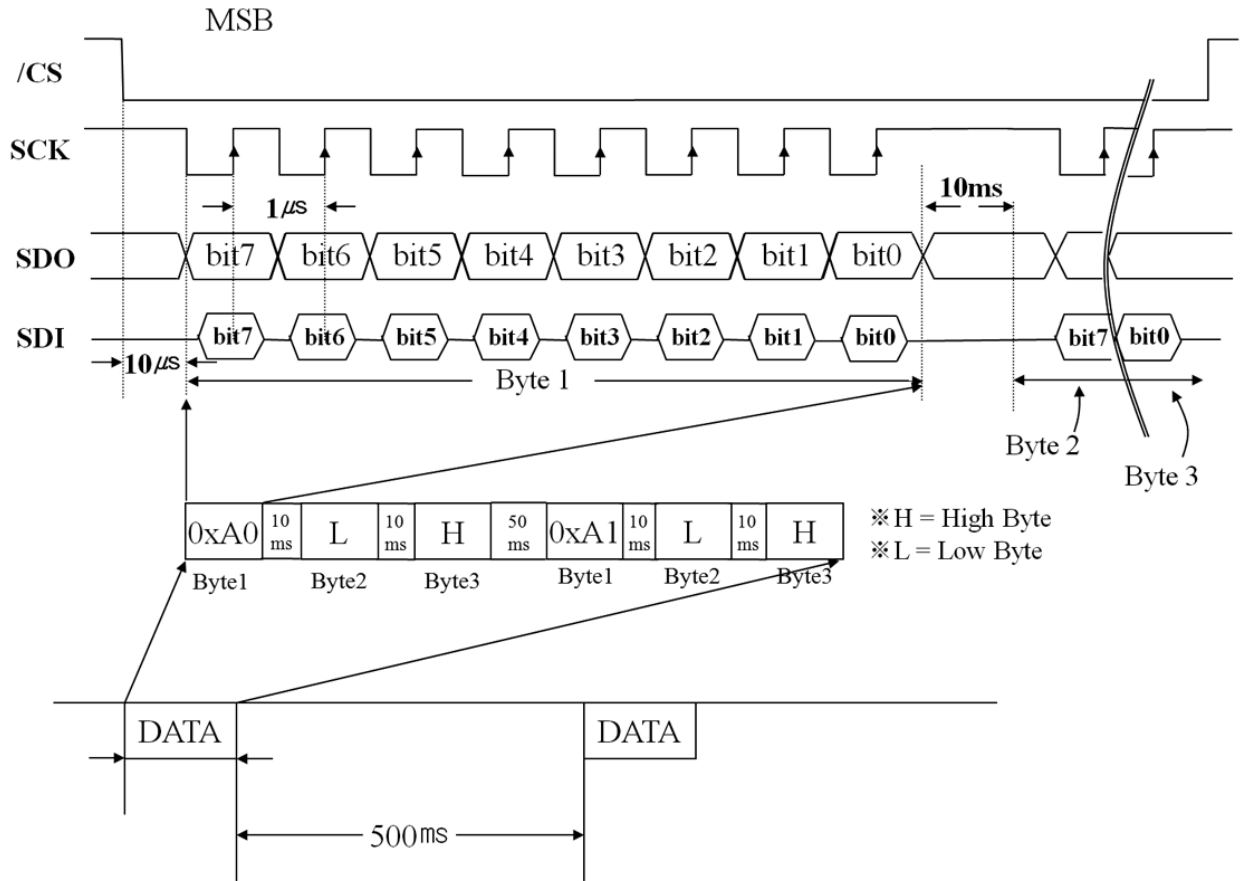 MSB
/CS
SCK
10ms
1㎲
SDO bit7 bit6 bit5 bit4 bit3 bit2 bit1 bit0
SDI bit7 bit6 bit5 bit4 bit3 bit2 bit1 bit0 bit7 bit0
10㎲
Byte 1
Byte 2
Byte 3
0xA0 10 ms L 10 ms H 50 ms 0xA1 10 ms L 10 ms H
※H = High Byte
※L = Low Byte
Byte1 Byte2 Byte3 Byte1 Byte2 Byte3
DATA DATA
500㎳